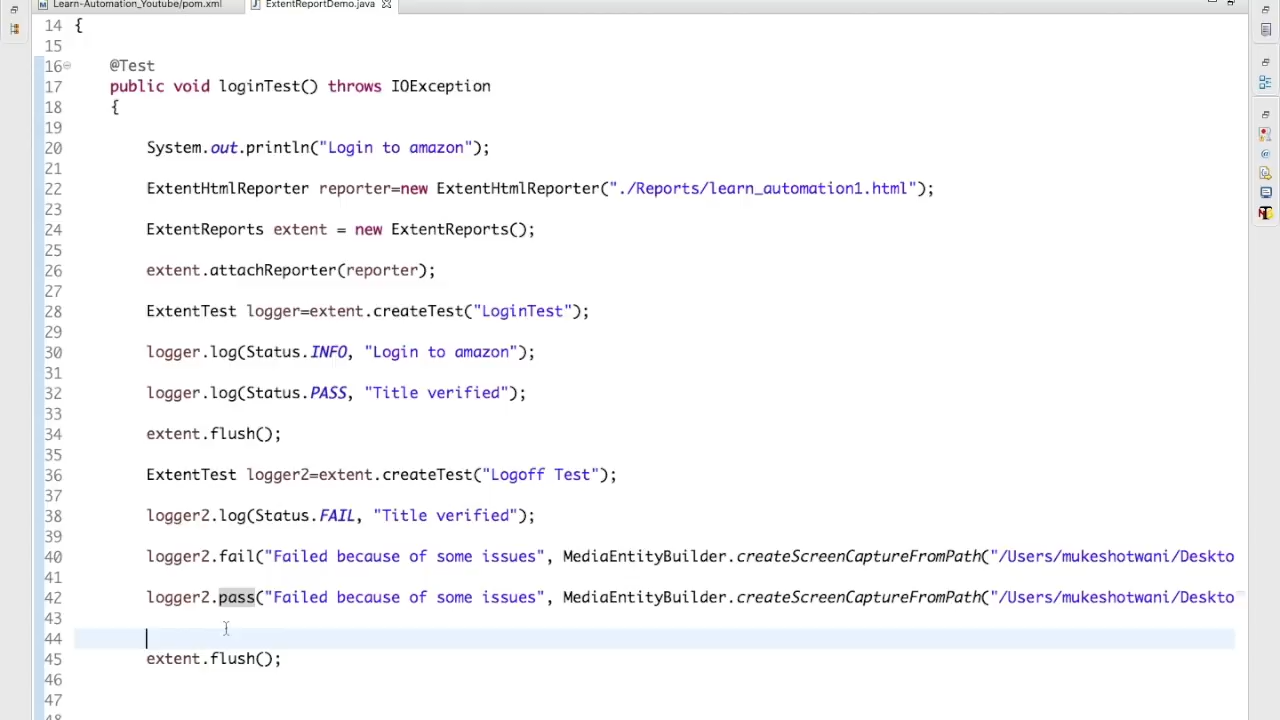 Learn-Automation_Youtube/pom.xml ExtentReportDemo.java
14 {
15
16 @Test
17 public void loginTest() throws IOException
18 {
19
20 System.out.println("Login to amazon");
21
22 ExtentHtmlReporter reporter=new ExtentHtmlReporter("./Reports/learn_automation1.html");
23
24 ExtentReports extent = new ExtentReports();
25
26 extent.attachReporter(reporter);
27
28 ExtentTest logger=extent.createTest("LoginTest");
29
30 logger.log(Status.INFO, "Login to amazon");
31
32 logger.log(Status.PASS, "Title verified");
33
34 extent.flush();
35
36 ExtentTest logger2=extent.createTest("Logoff Test");
37
38 logger2.log(Status.FAIL, "Title verified");
39
40 logger2.fail("Failed because of some issues", MediaEntityBuilder.createScreenCaptureFromPath("/Users/mukeshotwani/Deskto
41
42 logger2.pass("Failed because of some issues", MediaEntityBuilder.createScreenCaptureFromPath("/Users/mukeshotwani/Deskto
43
44
45 extent.flush();
46
47
48